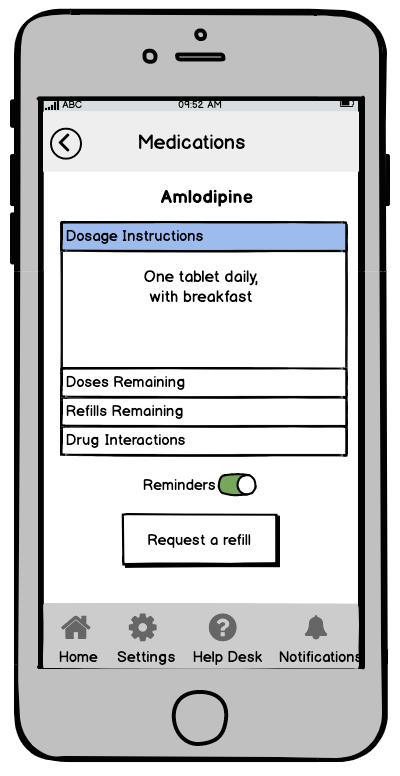 ABC 09:52 AM
Medications
Amlodipine
Dosage Instructions
One tablet daily,
with breakfast
Doses Remaining
Refills Remaining
Drug Interactions
Reminders
Request a refill
Home Settings Help Desk Notifications